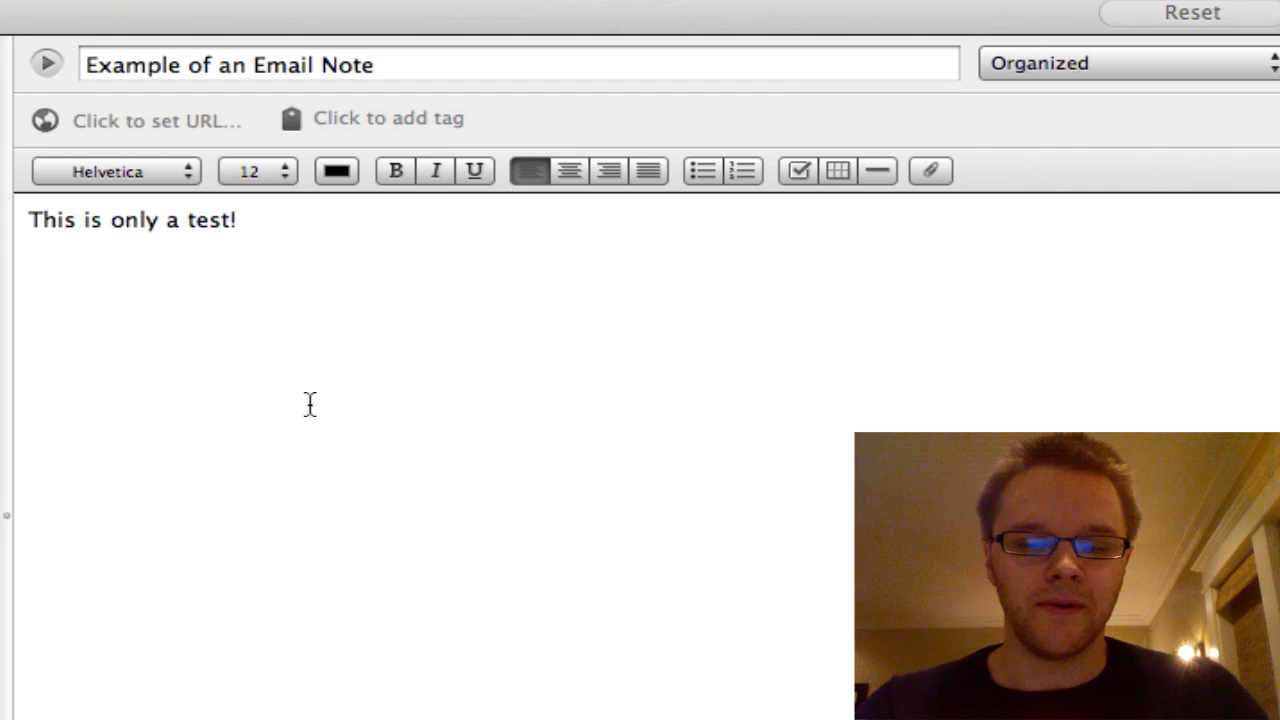 Reset
Example of an Email Note
Organized
Click to set URL...
Click to add tag
Helvetica
12
B I U
This is only a test!